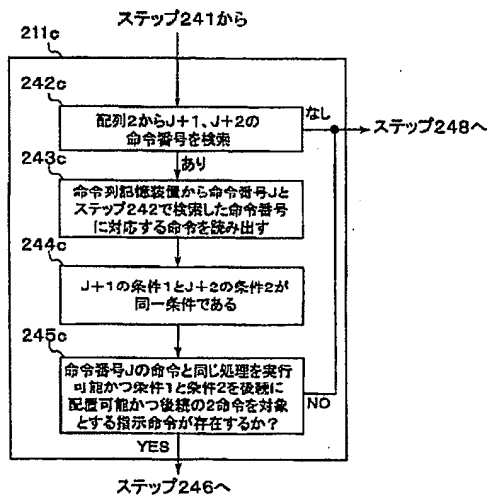 ステップ241から
211c
242c
配列2からJ+1、J+2の
命令番号を検索
なし
ステップ248へ
あり
243c
命令列記憶装置から命令番号Jと
ステップ242で検索した命令番号
に対応する命令を読み出す
244c
J+1の条件1とJ+2の条件2が
同一条件である
245c
命令番号Jの命令と同じ処理を実行
可能かつ条件1と条件2を後続に
配置可能かつ後続の2命令を対象
とする指示命令が存在するか?
NO
YES
ステップ246へ